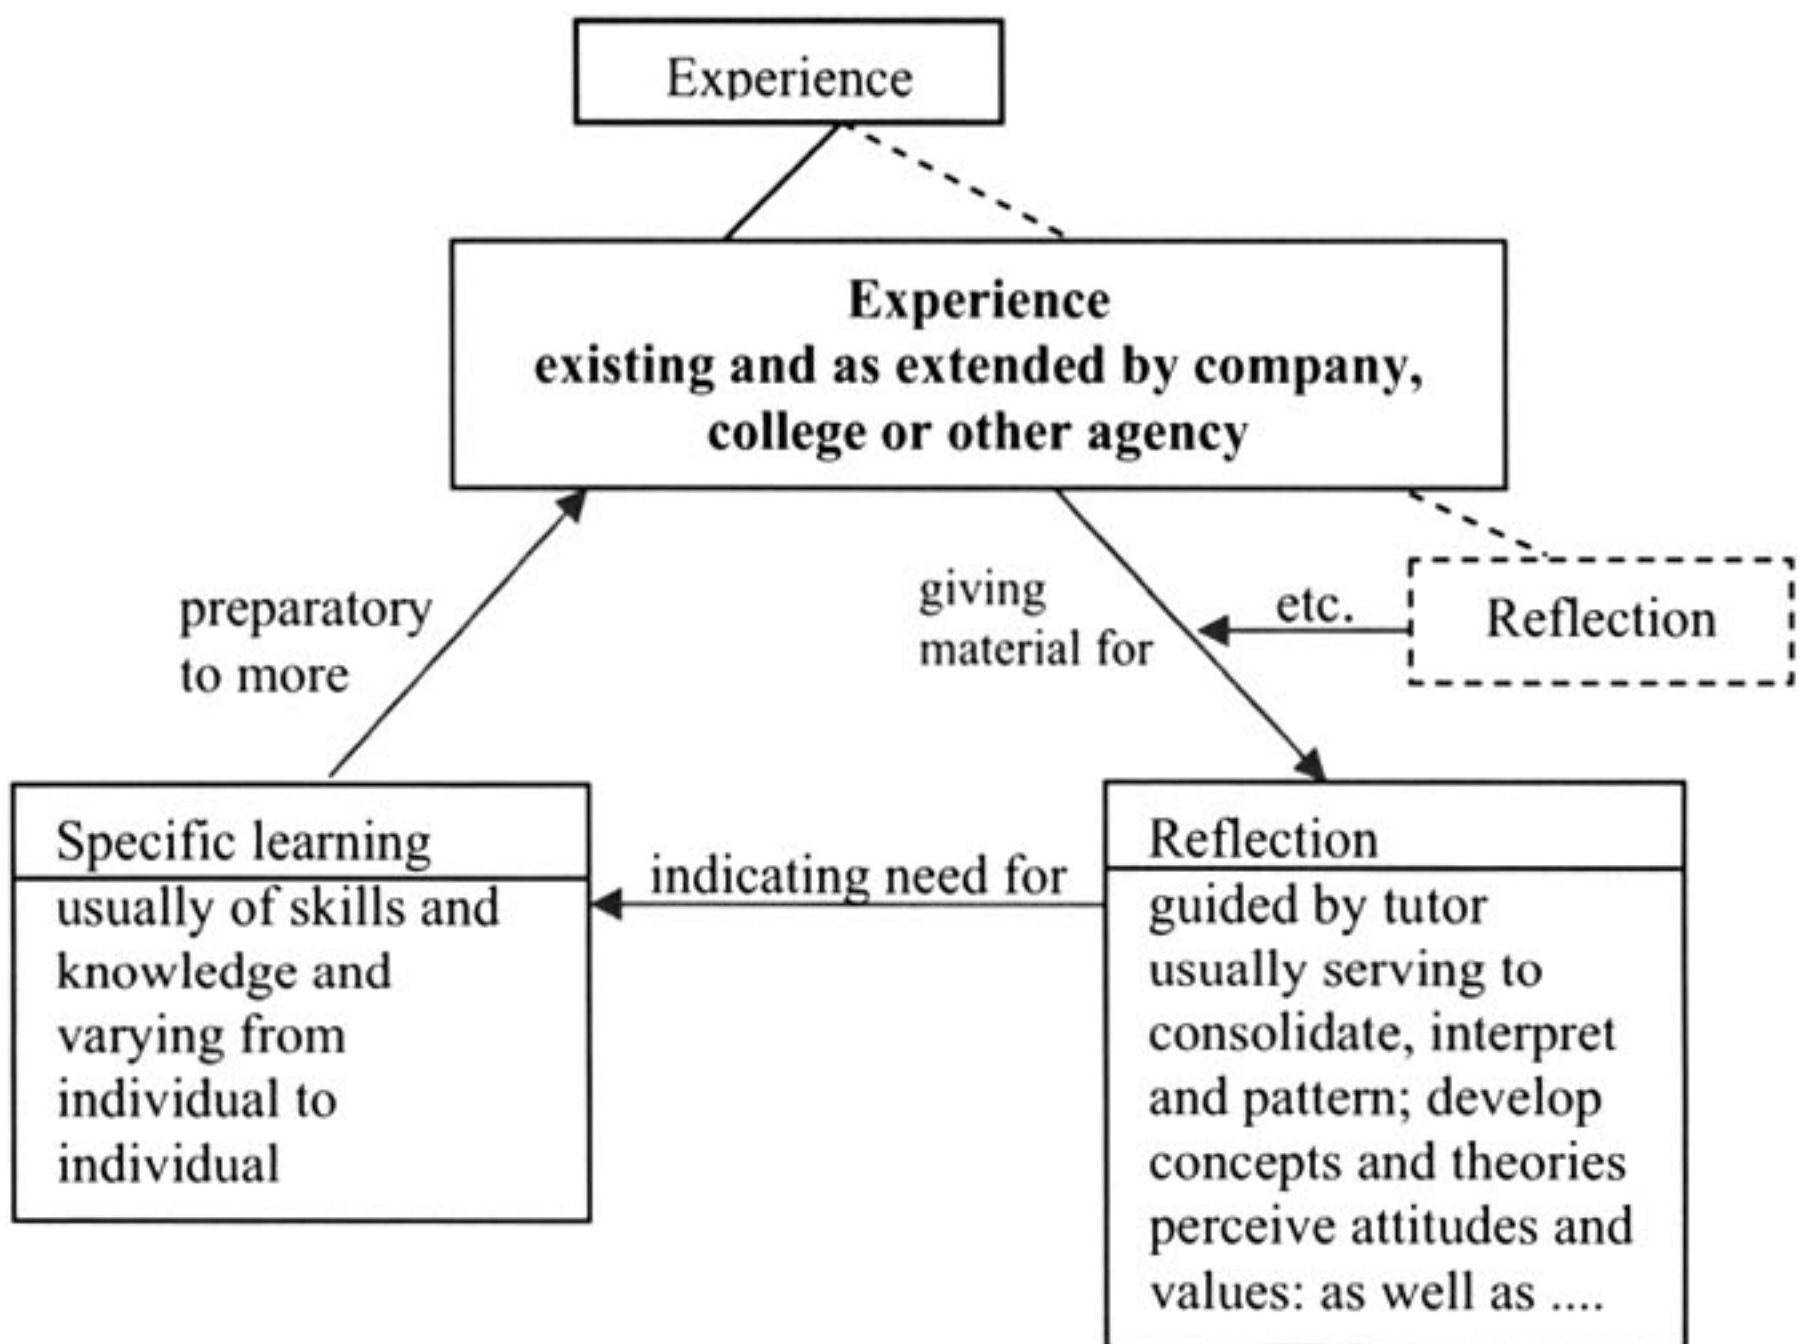 Experience
Experience
existing and as extended by company,
college or other agency
preparatory
to more
giving
material for
etc.
Reflection
Specific learning
usually of skills and
knowledge and
varying from
individual to
individual
indicating need for
Reflection
guided by tutor
usually serving to
consolidate, interpret
and pattern; develop
concepts and theories
perceive attitudes and
values: as well as ....